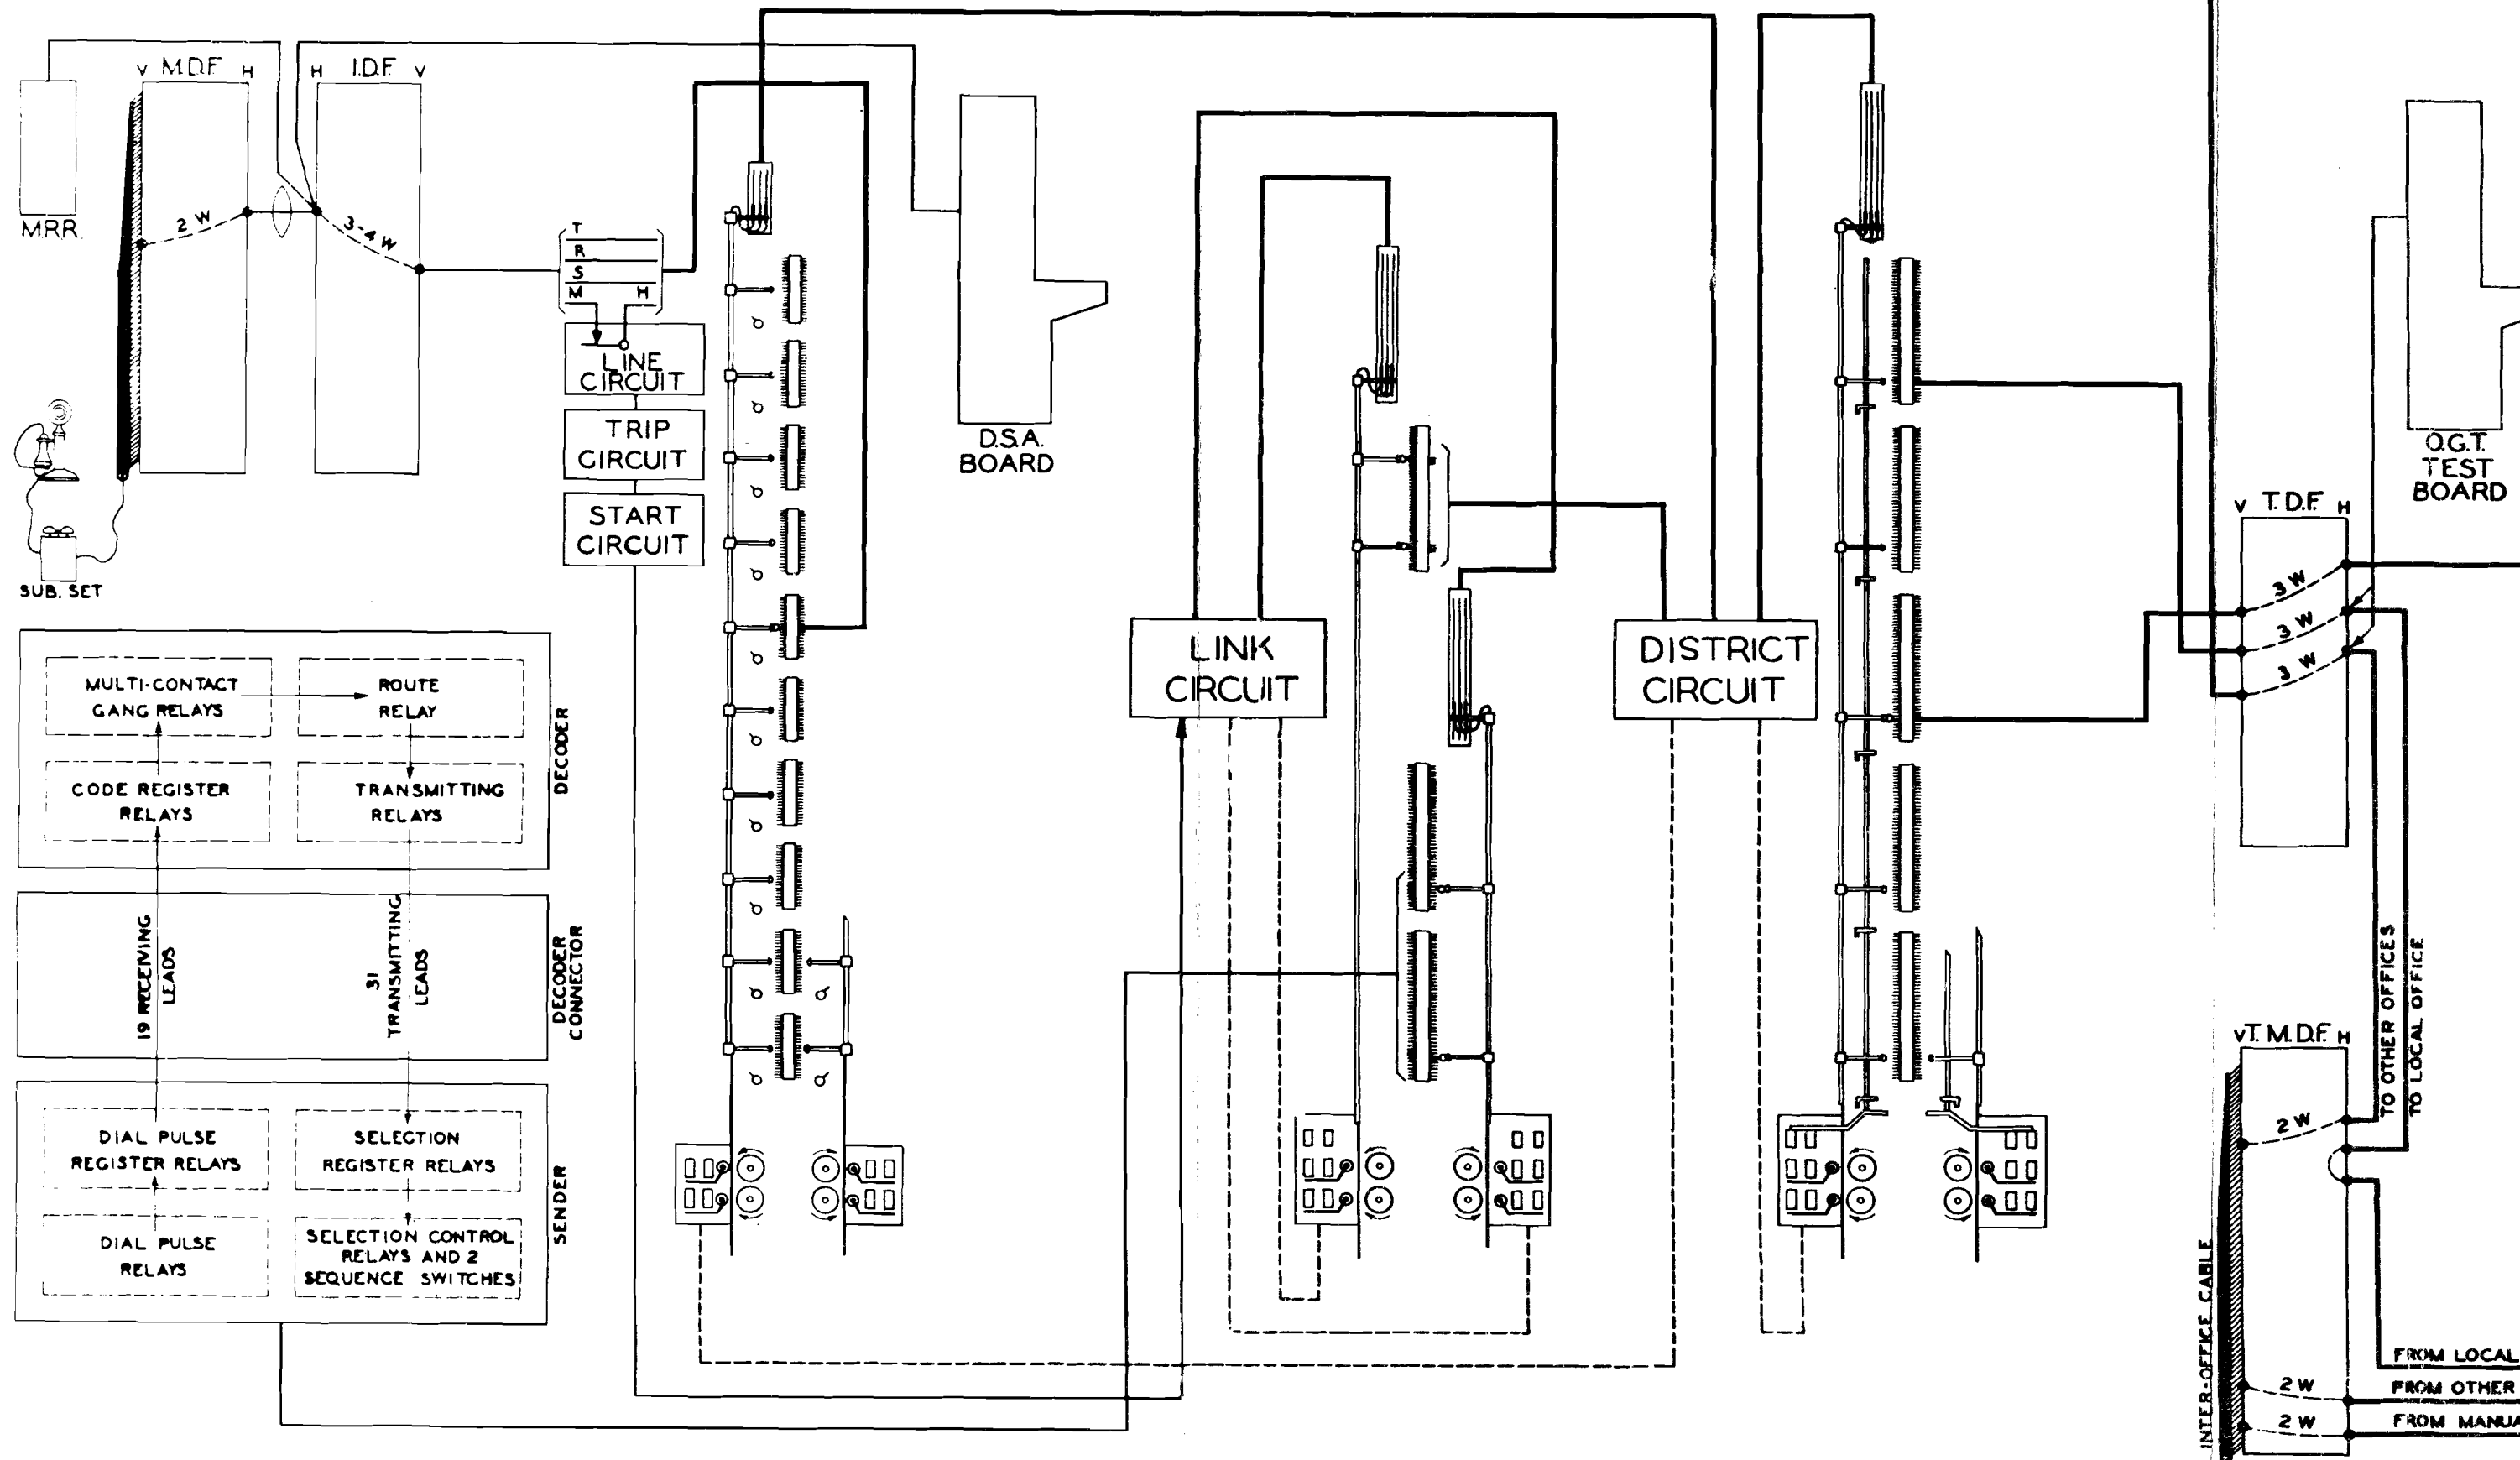 V M.D.F. H
H I.D.F. V
MRR.
2 W
3-4 W
T
R
S
M H
LINE
CIRCUIT
TRIP
CIRCUIT
START
CIRCUIT
SUB. SET
D.S.A.
BOARD
MULTI-CONTACT
GANG RELAYS
ROUTE
RELAY
CODE REGISTER
RELAYS
TRANSMITTING
RELAYS
DECODER
19 RECEIVING
LEADS
31
TRANSMITTING
LEADS
DECODER
CONNECTOR
DIAL PULSE
REGISTER RELAYS
SELECTION
REGISTER RELAYS
DIAL PULSE
RELAYS
SELECTION CONTROL
RELAYS AND 2
SEQUENCE SWITCHES
SENDER
LINK
CIRCUIT
DISTRICT
CIRCUIT
O.G.T.
TEST
BOARD
V T.D.F. H
3 W
3 W
3 W
TO OTHER OFFICES
TO LOCAL OFFICE
V T.M.D.F. H
2 W
INTER-OFFICE CABLE
FROM LOCAL
2 W FROM OTHER
2 W FROM MANUA